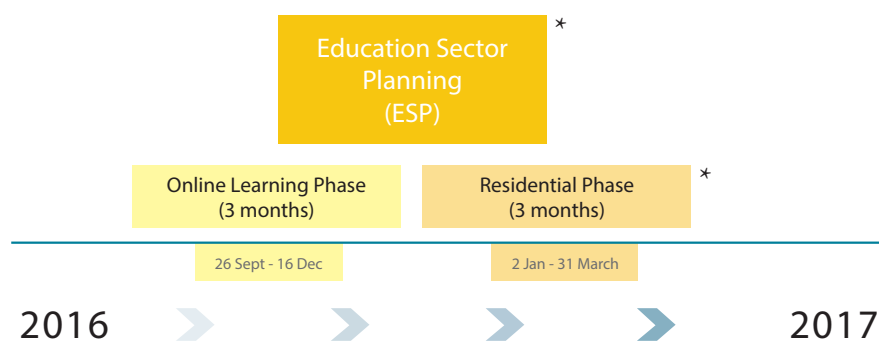 Education Sector
Planning
(ESP)
*
Online Learning Phase
(3 months)
Residential Phase
(3 months)
*
26 Sept - 16 Dec
2 Jan - 31 March
2016
2017